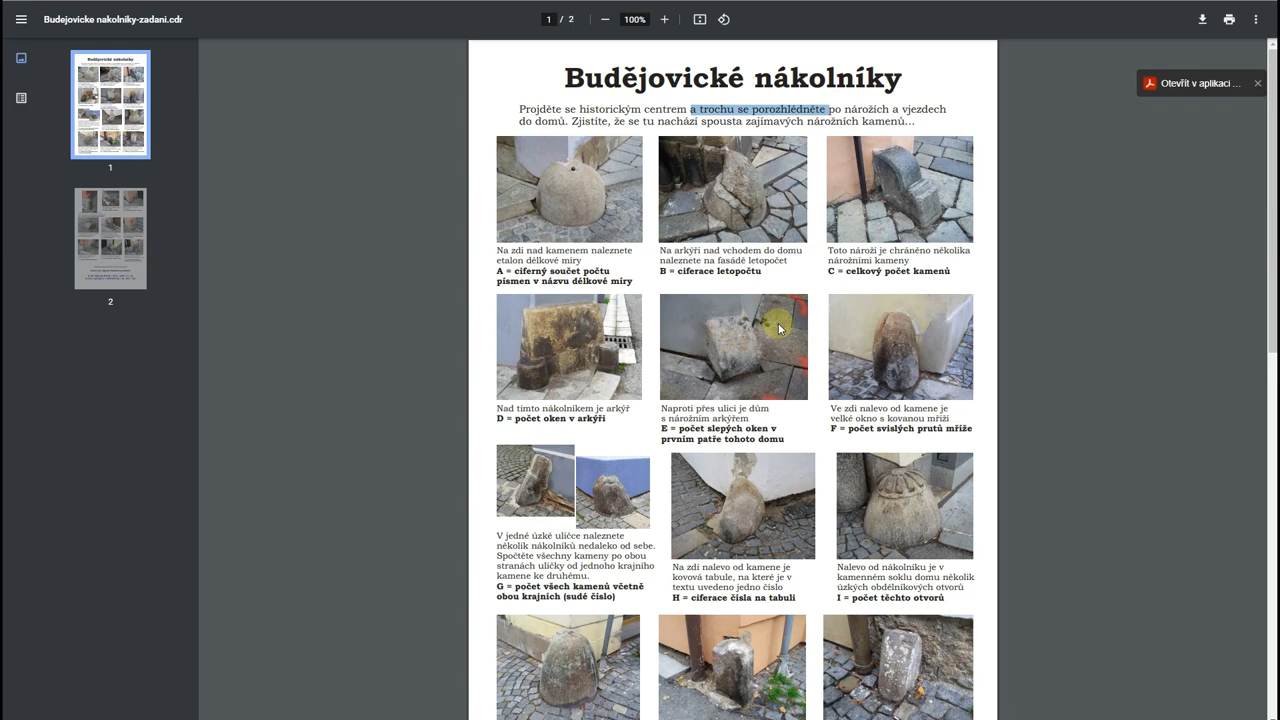 Budejovicke nakolniky-zadani.cdr
1 / 2
100%
Otevřít v aplikaci ...
1
2
Budějovické nákolníky
Projděte se historickým centrem a trochu se porozhlédněte po nárožích a vjezdech
do domů. Zjistíte, že se tu nachází spousta zajímavých nárožních kamenů...
Na zdi nad kamenem naleznete
etalon délkové míry
A = ciferný součet počtu
písmen v názvu délkové míry
Na arkýři nad vchodem do domu
naleznete na fasádě letopočet
B = ciferace letopočtu
Toto nároží je chráněno několika
nárožními kameny
C = celkový počet kamenů
Nad tímto nákolníkem je arkýř
D = počet oken v arkýři
Naproti přes ulici je dům
s nárožním arkýřem
E = počet slepých oken v
prvním patře tohoto domu
Ve zdi nalevo od kamene je
velké okno s kovanou mříží
F = počet svislých prutů mříže
V jedné úzké uličce naleznete
několik nákolníků nedaleko od sebe.
Spočtěte všechny kameny po obou
stranách uličky od jednoho krajního
kamene ke druhému.
G = počet všech kamenů včetně
obou krajních (sudé číslo)
Na zdi nalevo od kamene je
kovová tabule, na které je v
textu uvedeno jedno číslo
H = ciferace čísla na tabuli
Nalevo od nákolníku je v
kamenném soklu domu několik
úzkých obdélníkových otvorů
I = počet těchto otvorů